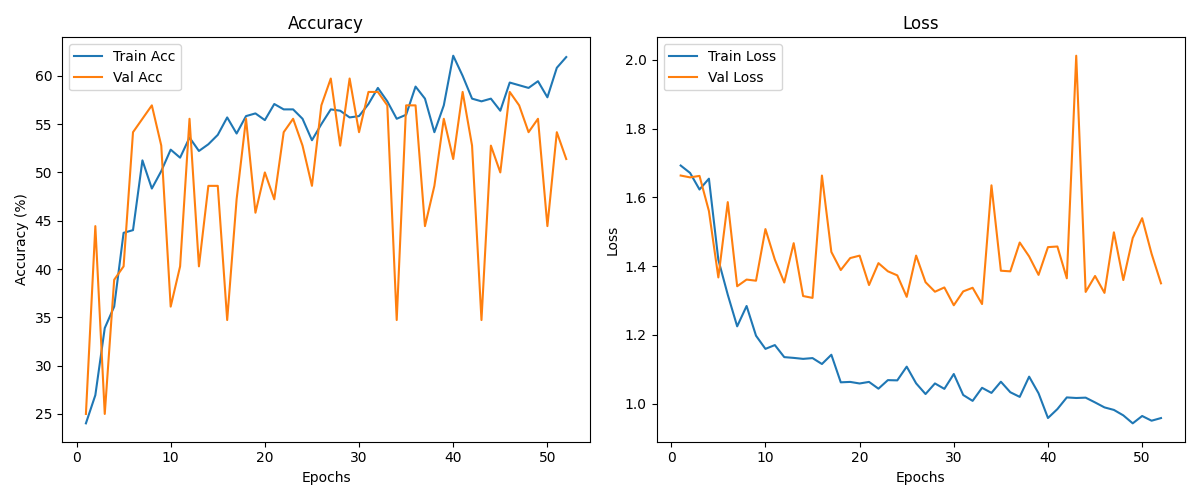 Accuracy
Train Acc
Val Acc
Accuracy (%)
60
55
50
45
40
35
30
25
0 10 20 30 40 50
Epochs
Loss
Train Loss
Val Loss
Loss
2.0
1.8
1.6
1.4
1.2
1.0
0 10 20 30 40 50
Epochs